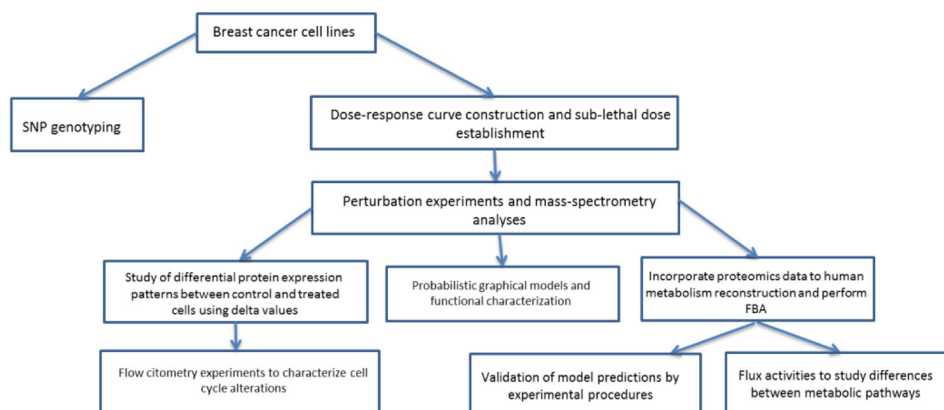 Breast cancer cell lines
SNP genotyping
Dose-response curve construction and sub-lethal dose
establishment
Perturbation experiments and mass-spectrometry
analyses
Study of differential protein expression
patterns between control and treated
cells using delta values
Probabilistic graphical models and
functional characterization
Incorporate proteomics data to human
metabolism reconstruction and perform
FBA
Flow citometry experiments to characterize cell
cycle alterations
Validation of model predictions by
experimental procedures
Flux activities to study differences
between metabolic pathways